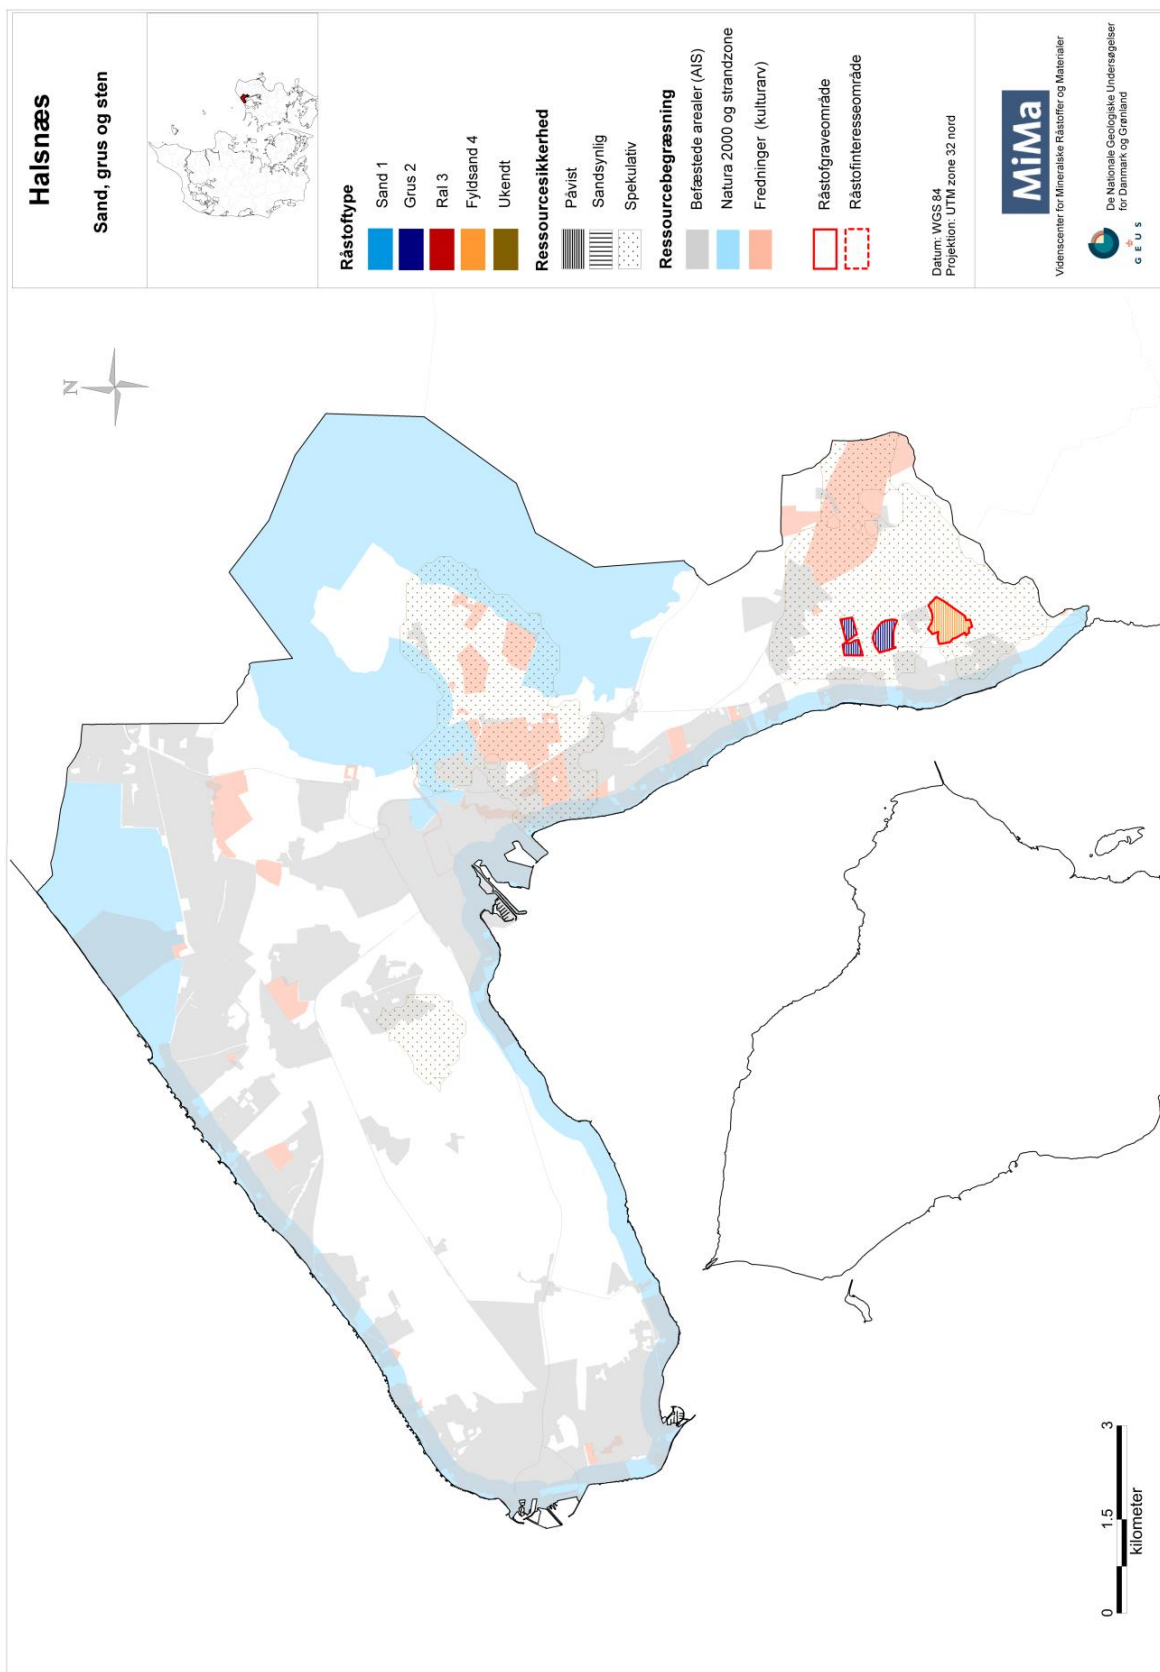 Halsnæs
Sand, grus og sten
Råstoftype
Sand 1
Grus 2
Ral 3
Fyldsand 4
Ukendt
Ressourcesikkerhed
Påvist
Sandsynlig
Spekulativ
Ressourcebegræsning
Befæstede arealer (AIS)
Natura 2000 og strandzone
Fredninger (kulturarv)
Råstofgraveområde
Råstofinteresseområde
Datum: WGS 84
Projektion: UTM zone 32 nord
MiMa
Videnscenter for Mineralske Råstoffer og Materialer
GEUS
De Nationale Geologiske Undersøgelser
for Danmark og Grønland
N
0 1.5 3
kilometer